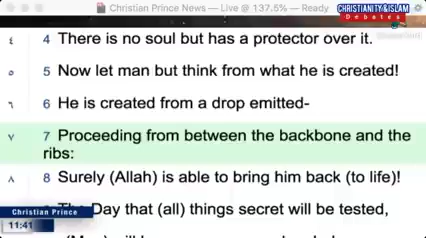 Christian Prince News — Live @ 137.5% — Ready
CHRISTIANITY&ISLAM
Debates
٤ 4 There is no soul but has a protector over it.
٥ 5 Now let man but think from what he is created!
٦ 6 He is created from a drop emitted-
٧ 7 Proceeding from between the backbone and the
ribs:
٨ 8 Surely (Allah) is able to bring him back (to life)!
Christian Prince
Day that (all) things secret will be tested,
11:41